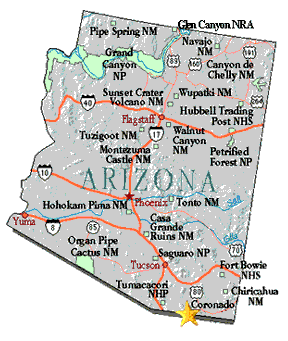 Glen Canyon NRA
Pipe Spring NM
Navajo
NM
Grand
Canyon
NP
89
160
191
Canyon de
Chelly NM
Sunset Crater
Volcano NM
Wupatki NM
40
264
Hubbell Trading
Post NHS
Flagstaff
Tuzigoot NM
17
Walnut
Canyon
NM
Petrified
Forest NP
Montezuma
Castle NM
10
ARIZONA
Phoenix
Tonto NM
Hohokam Pima NM
Yuma
8
85
Casa
Grande
Ruins NM
70
Organ Pipe
Cactus NM
Saguaro NP
Tucson
Fort Bowie
NHS
Tumacacori
NHP
80
Chiricahua
NM
Coronado